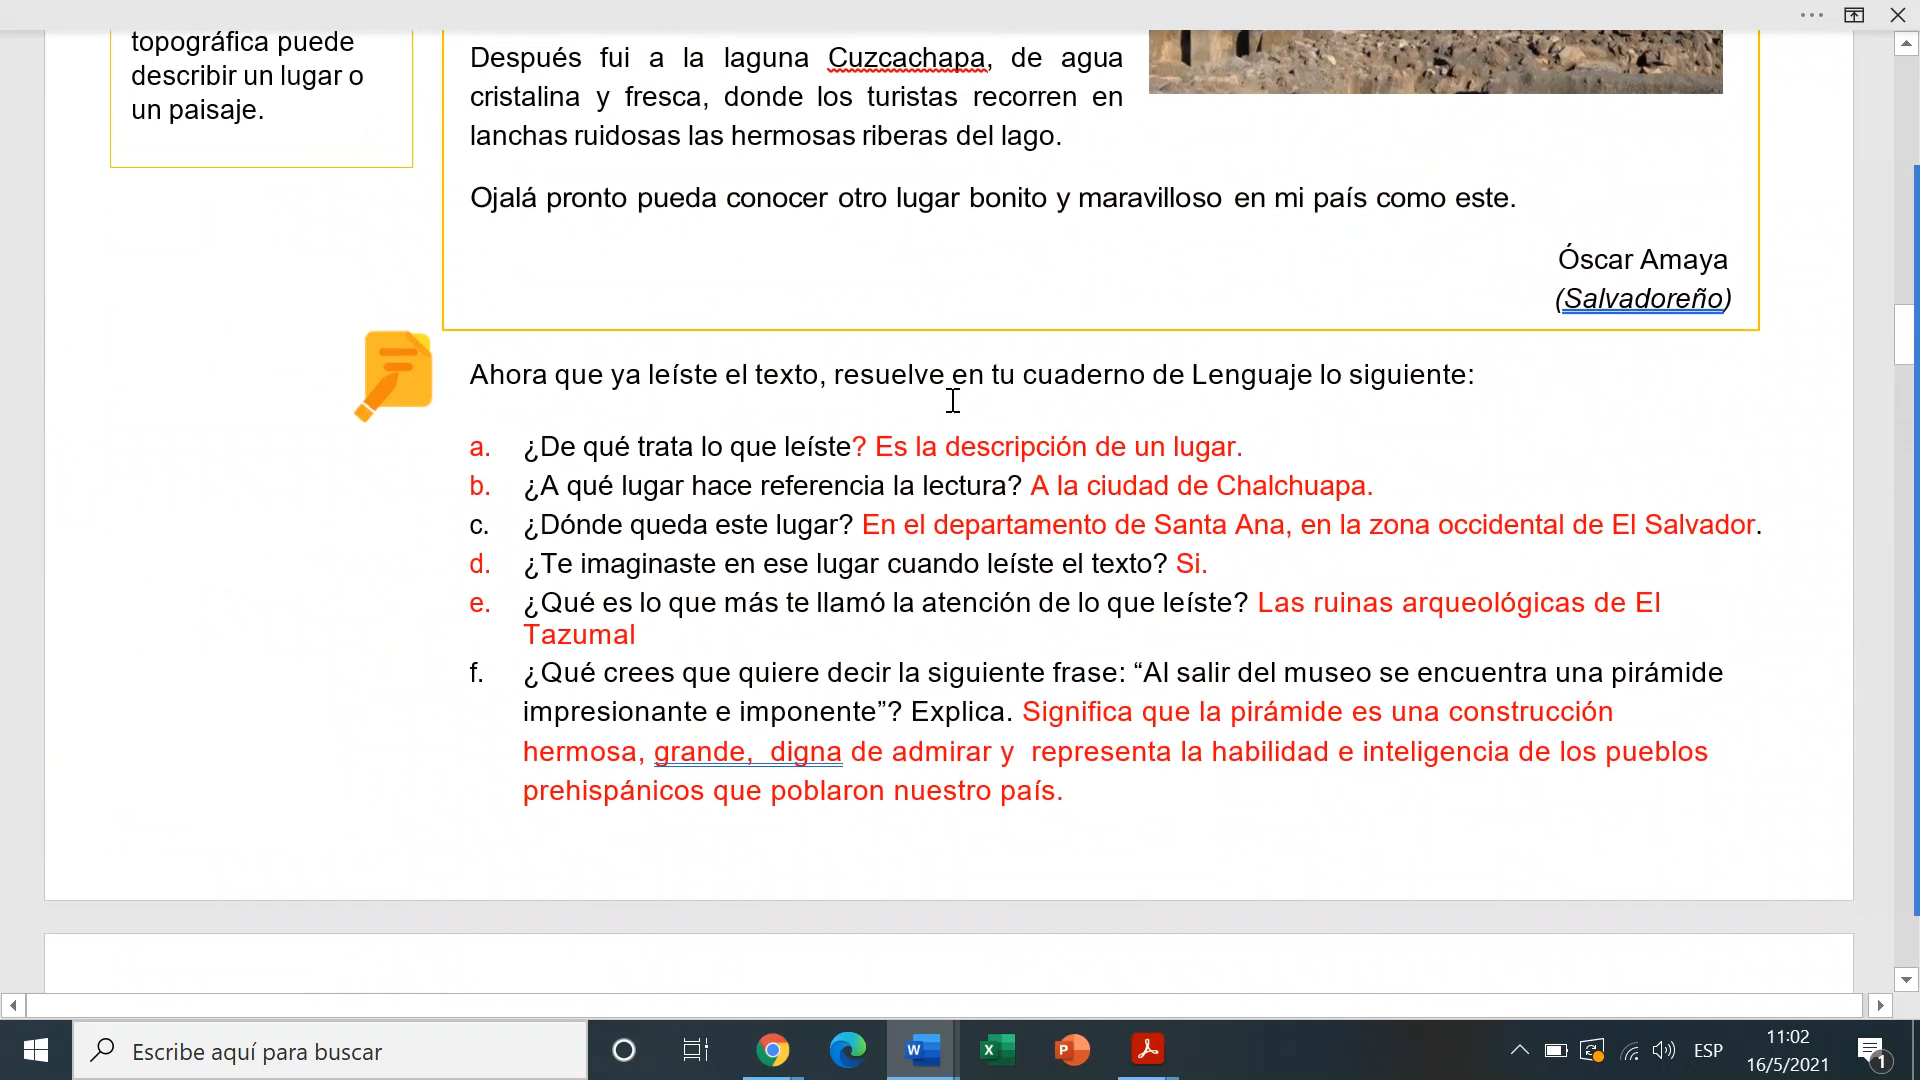 topográfica puede
describir un lugar o
un paisaje.
Después fui a la laguna Cuzcachapa, de agua
cristalina y fresca, donde los turistas recorren en
lanchas ruidosas las hermosas riberas del lago.
Ojalá pronto pueda conocer otro lugar bonito y maravilloso en mi país como este.
Óscar Amaya
(Salvadoreño)
Ahora que ya leíste el texto, resuelve en tu cuaderno de Lenguaje lo siguiente:
a. ¿De qué trata lo que leíste? Es la descripción de un lugar.
b. ¿A qué lugar hace referencia la lectura? A la ciudad de Chalchuapa.
c. ¿Dónde queda este lugar? En el departamento de Santa Ana, en la zona occidental de El Salvador.
d. ¿Te imaginaste en ese lugar cuando leíste el texto? Si.
e. ¿Qué es lo que más te llamó la atención de lo que leíste? Las ruinas arqueológicas de El
Tazumal
f. ¿Qué crees que quiere decir la siguiente frase: “Al salir del museo se encuentra una pirámide
impresionante e imponente”? Explica. Significa que la pirámide es una construcción
hermosa, grande,  digna de admirar y  representa la habilidad e inteligencia de los pueblos
prehispánicos que poblaron nuestro país.
Escribe aquí para buscar
W
X
P
ESP
11:02
16/5/2021
1